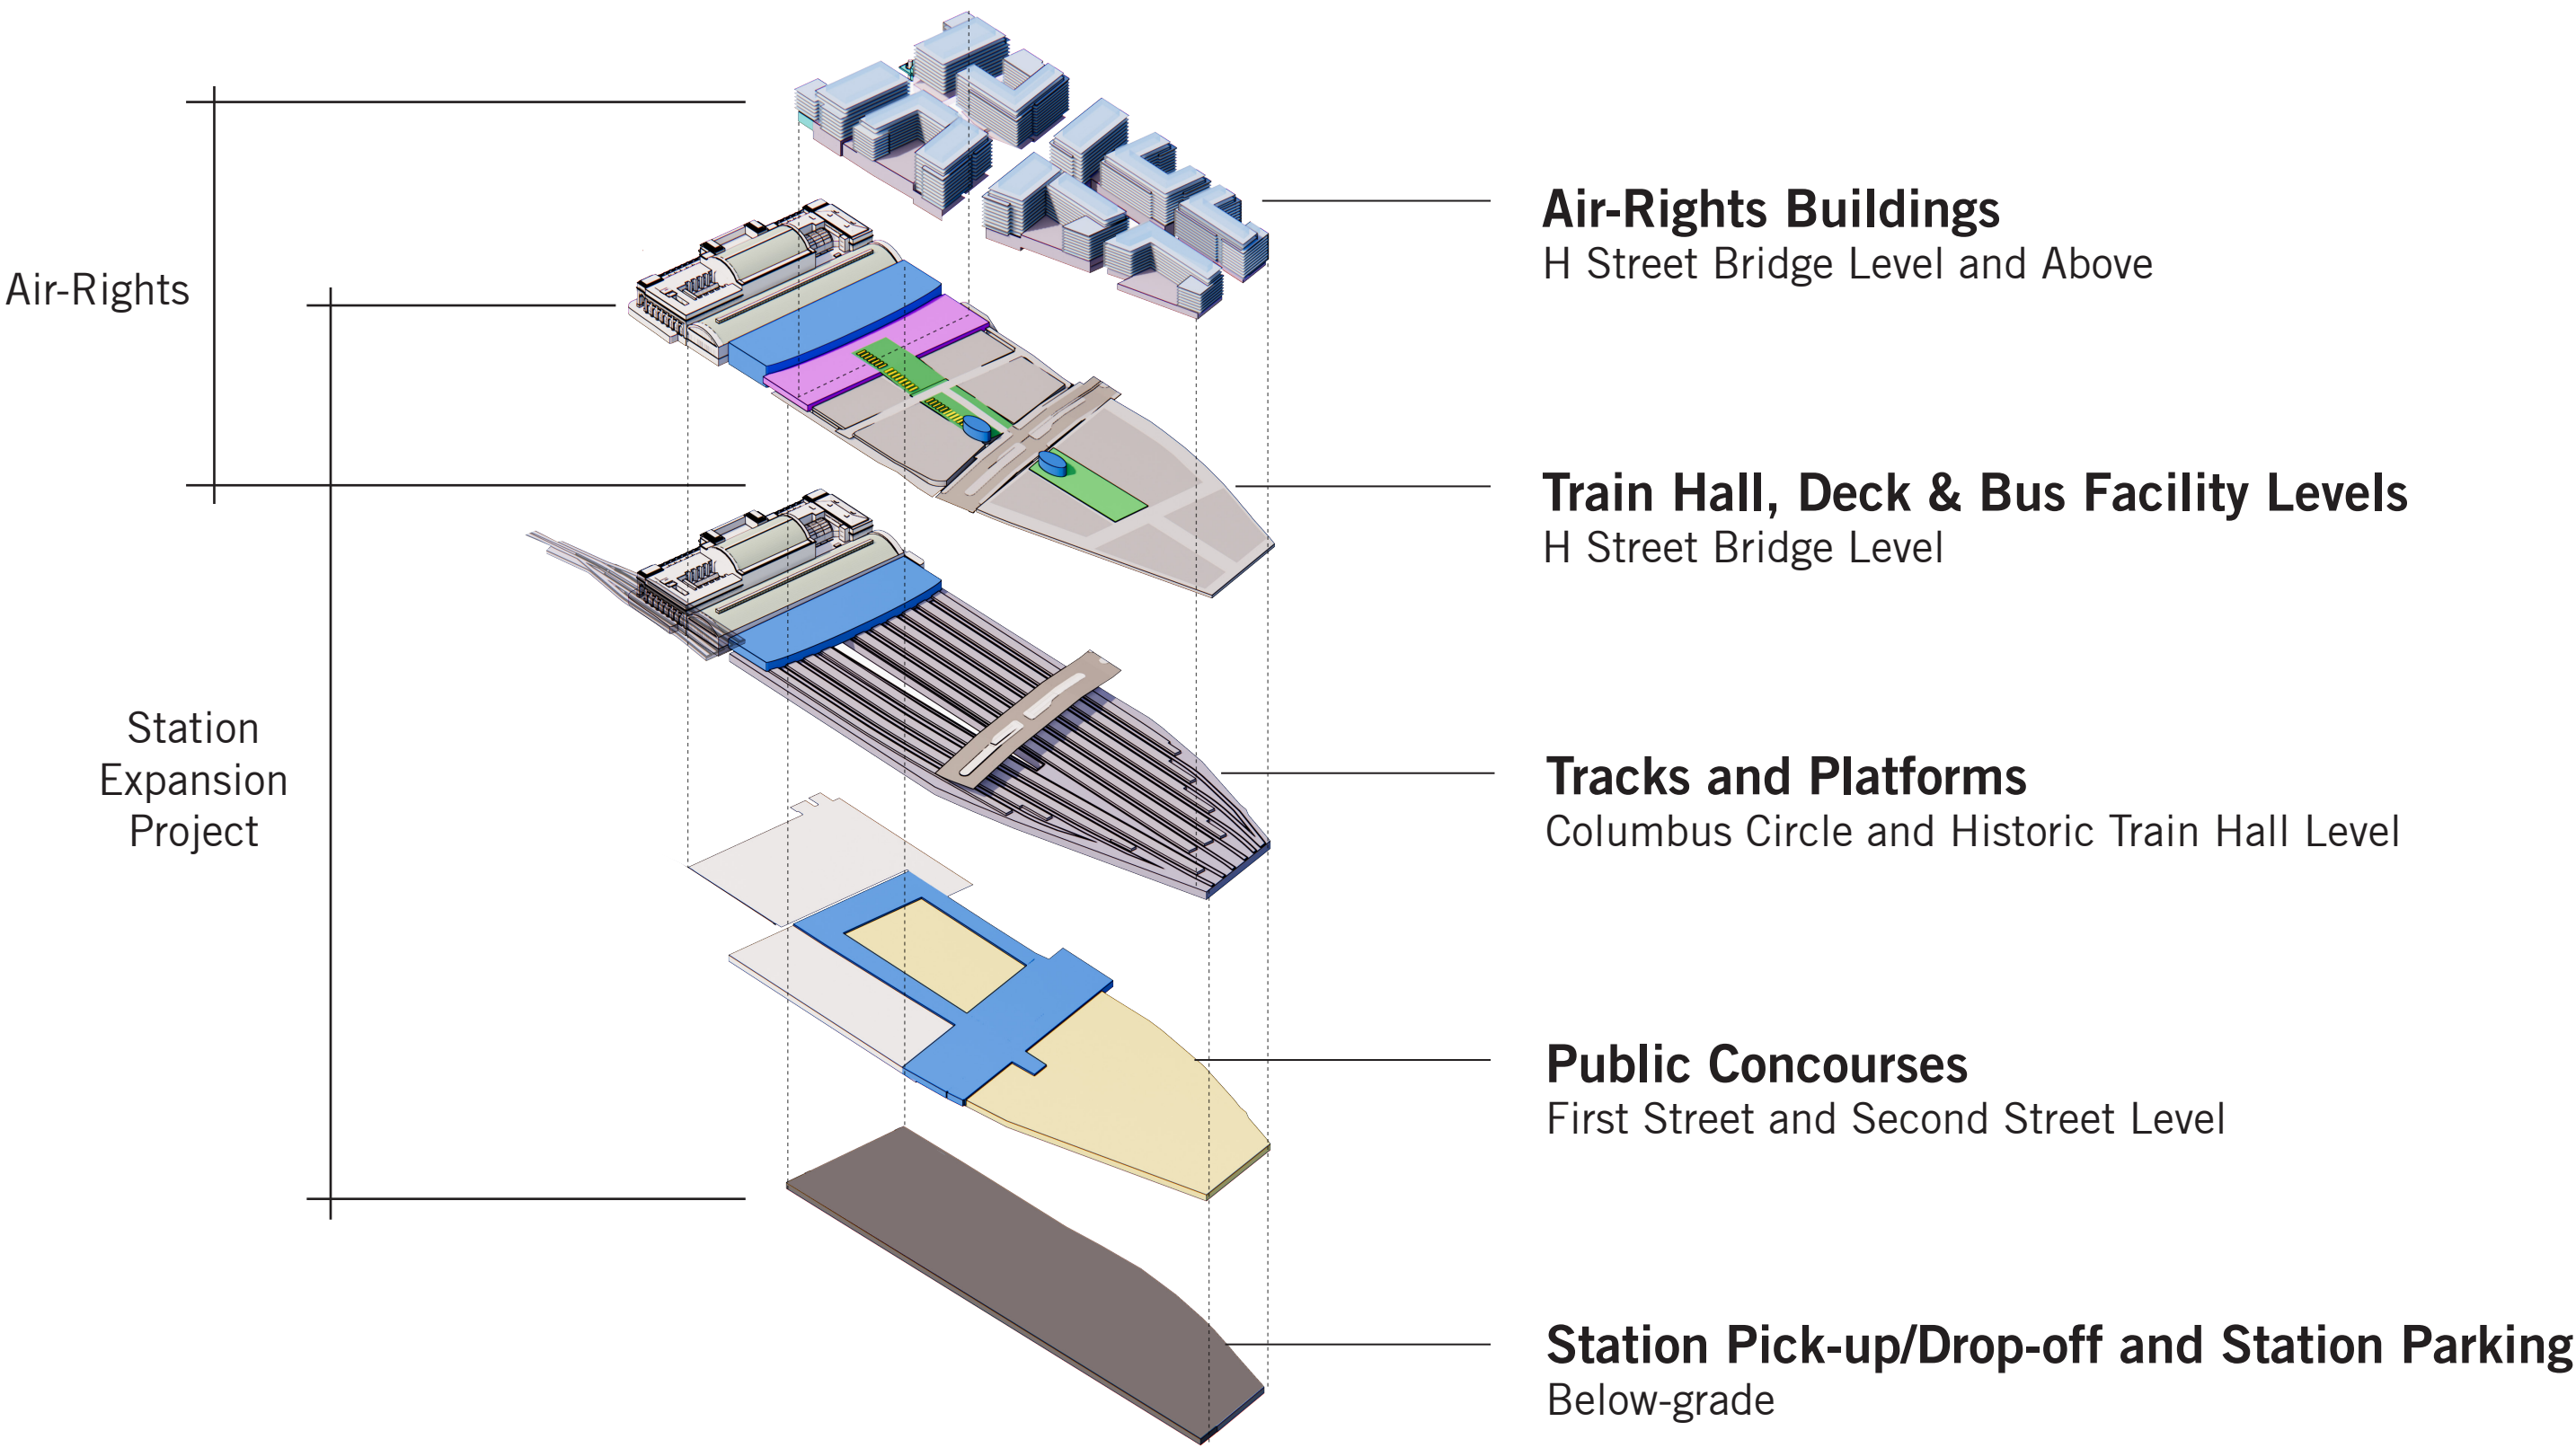 Air-Rights
Station
Expansion
Project
Air-Rights Buildings
H Street Bridge Level and Above
Train Hall, Deck & Bus Facility Levels
H Street Bridge Level
Tracks and Platforms
Columbus Circle and Historic Train Hall Level
Public Concourses
First Street and Second Street Level
Station Pick-up/Drop-off and Station Parking
Below-grade